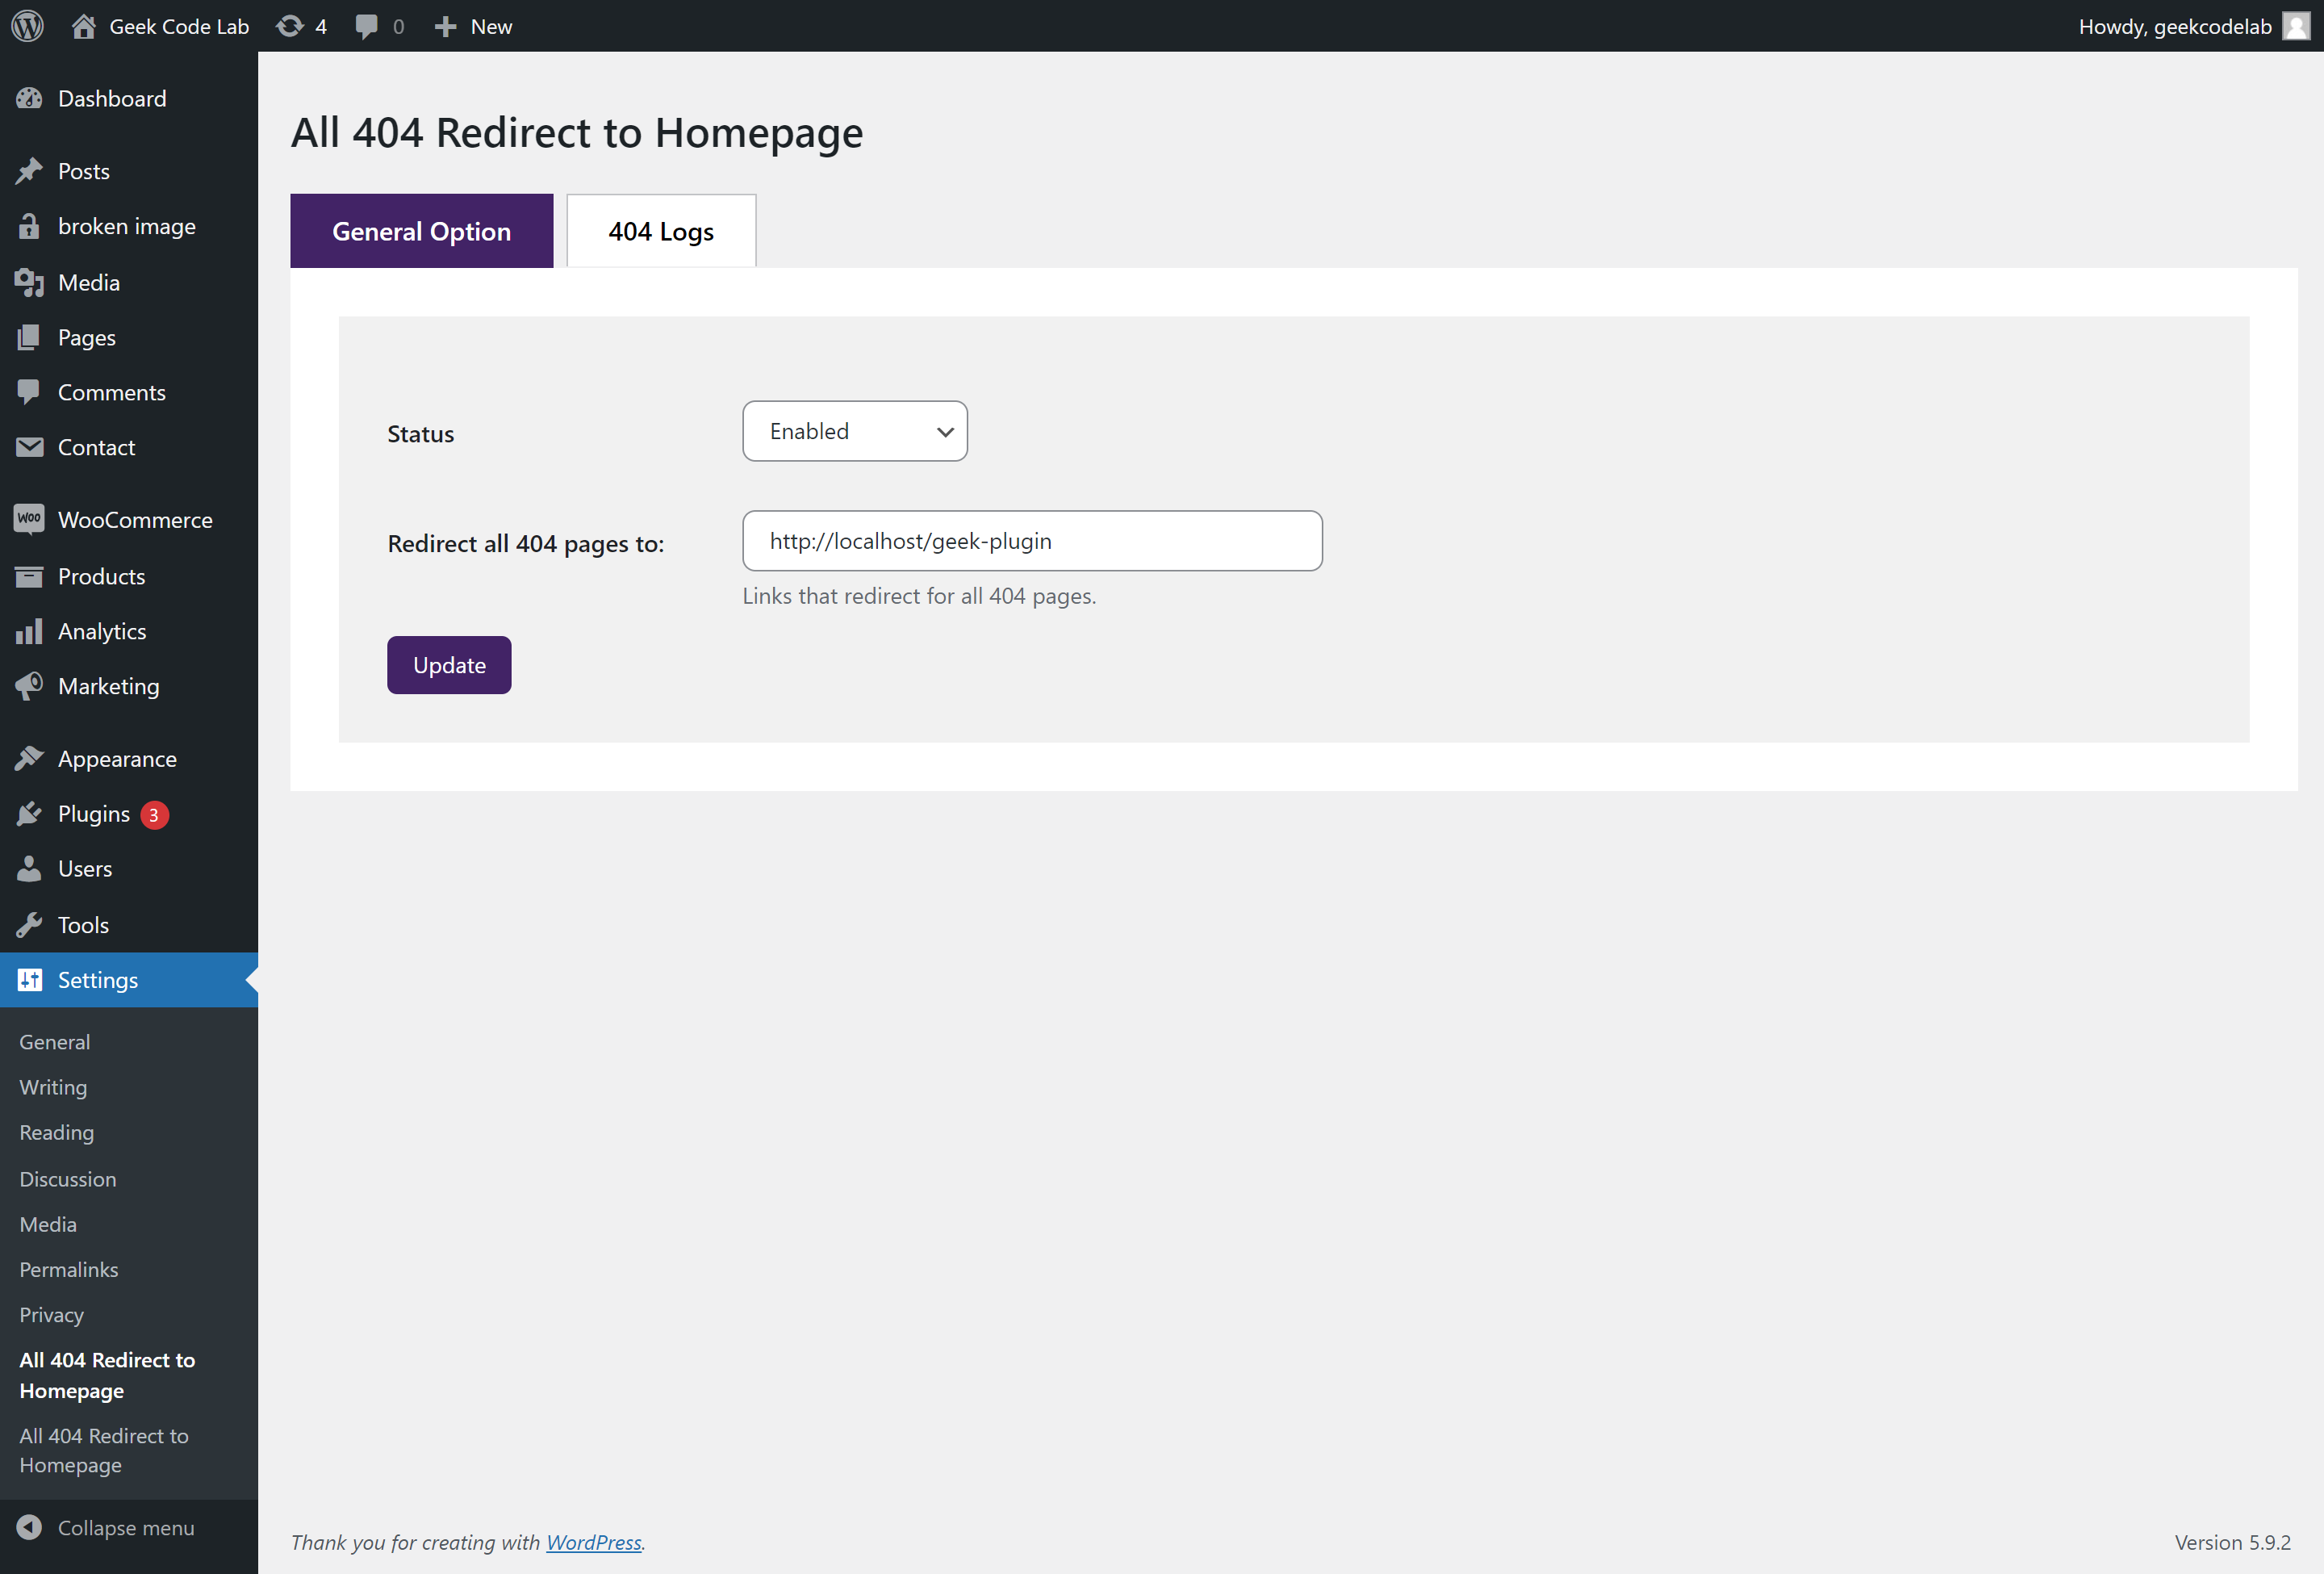 Geek Code Lab 4 0 New Howdy, geekcodelab
Dashboard
Posts
broken image
Media
Pages
Comments
Contact
WOO WooCommerce
Products
Analytics
Marketing
Appearance
Plugins 3
Users
Tools
Settings
General
Writing
Reading
Discussion
Media
Permalinks
Privacy
All 404 Redirect to
Homepage
All 404 Redirect to
Homepage
Collapse menu
All 404 Redirect to Homepage
General Option 404 Logs
Status Enabled
Redirect all 404 pages to: http://localhost/geek-plugin
Links that redirect for all 404 pages.
Update
Thank you for creating with WordPress. Version 5.9.2